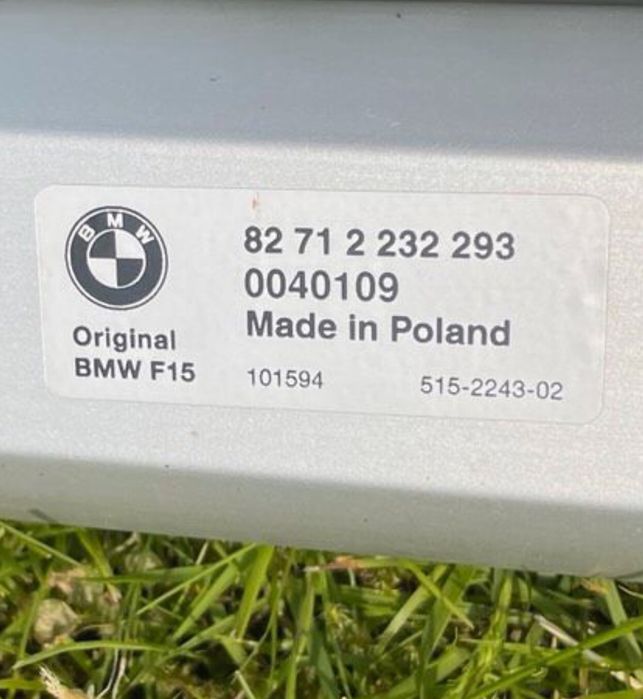 BMW
82 71 2 232 293
0040109
Made in Poland
Original
BMW F15
101594
515-2243-02